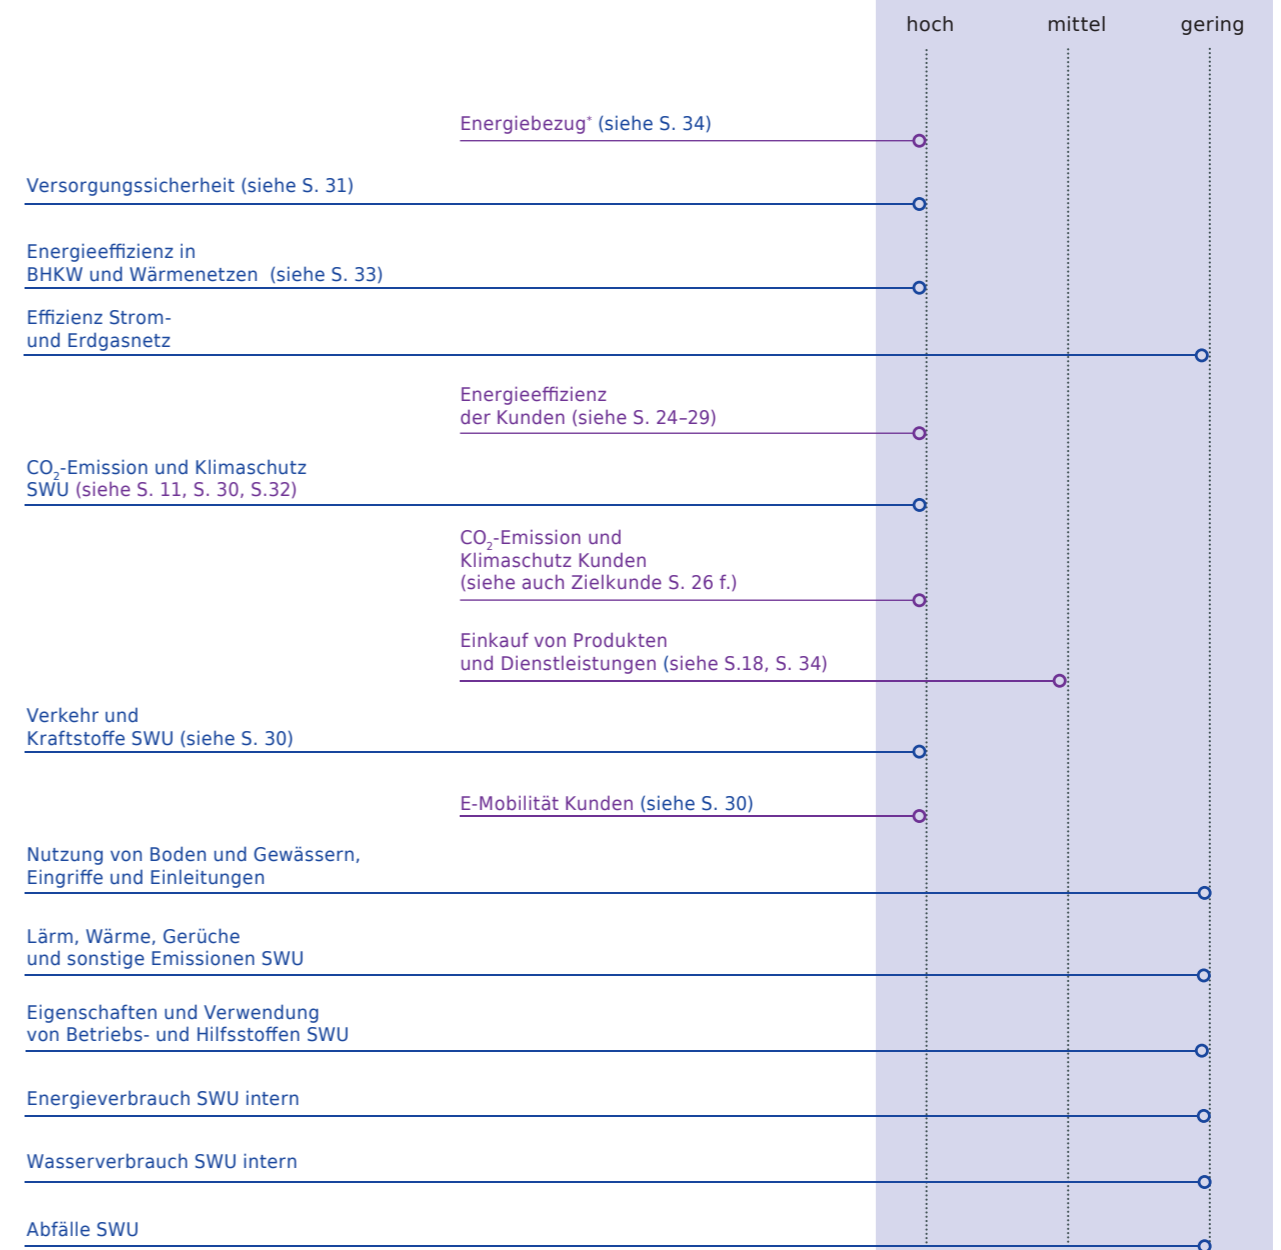 hoch mittel gering
Energiebezug* (siehe S. 34)
Versorgungssicherheit (siehe S. 31)
Energieeffizienz in
BHKW und Wärmenetzen (siehe S. 33)
Effizienz Strom-
und Erdgasnetz
Energieeffizienz
der Kunden (siehe S. 24–29)
CO₂-Emission und Klimaschutz
SWU (siehe S. 11, S. 30, S.32)
CO₂-Emission und
Klimaschutz Kunden
(siehe auch Zielkunde S. 26 f.)
Einkauf von Produkten
und Dienstleistungen (siehe S.18, S. 34)
Verkehr und
Kraftstoffe SWU (siehe S. 30)
E-Mobilität Kunden (siehe S. 30)
Nutzung von Boden und Gewässern,
Eingriffe und Einleitungen
Lärm, Wärme, Gerüche
und sonstige Emissionen SWU
Eigenschaften und Verwendung
von Betriebs- und Hilfsstoffen SWU
Energieverbrauch SWU intern
Wasserverbrauch SWU intern
Abfälle SWU